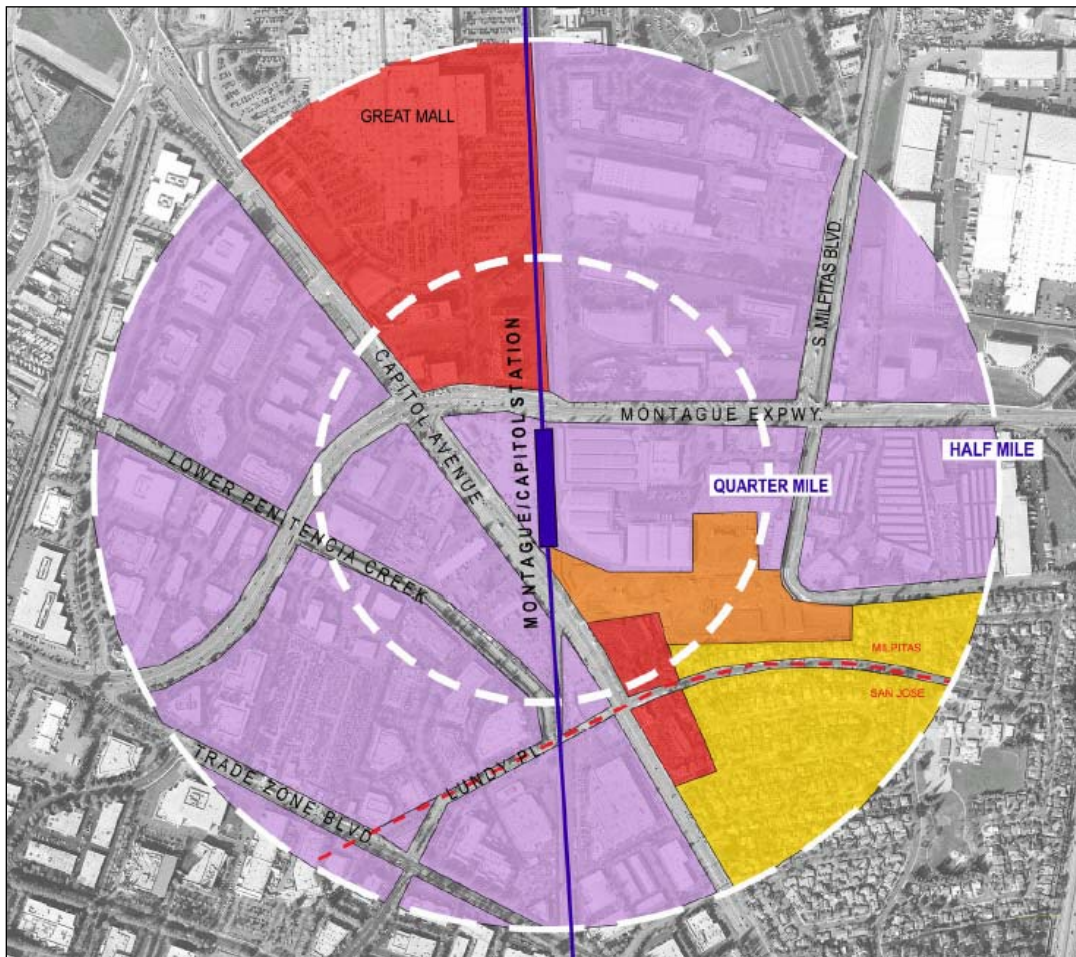 GREAT MALL
S. MILPITAS BLVD.
CAPITOL AVENUE
MONTAGUE/CAPITOL STATION
MONTAGUE EXPWY.
HALF MILE
QUARTER MILE
LOWER PENITENCIA CREEK
MILPITAS
SAN JOSE
LUNDY PL.
TRADE ZONE BLVD